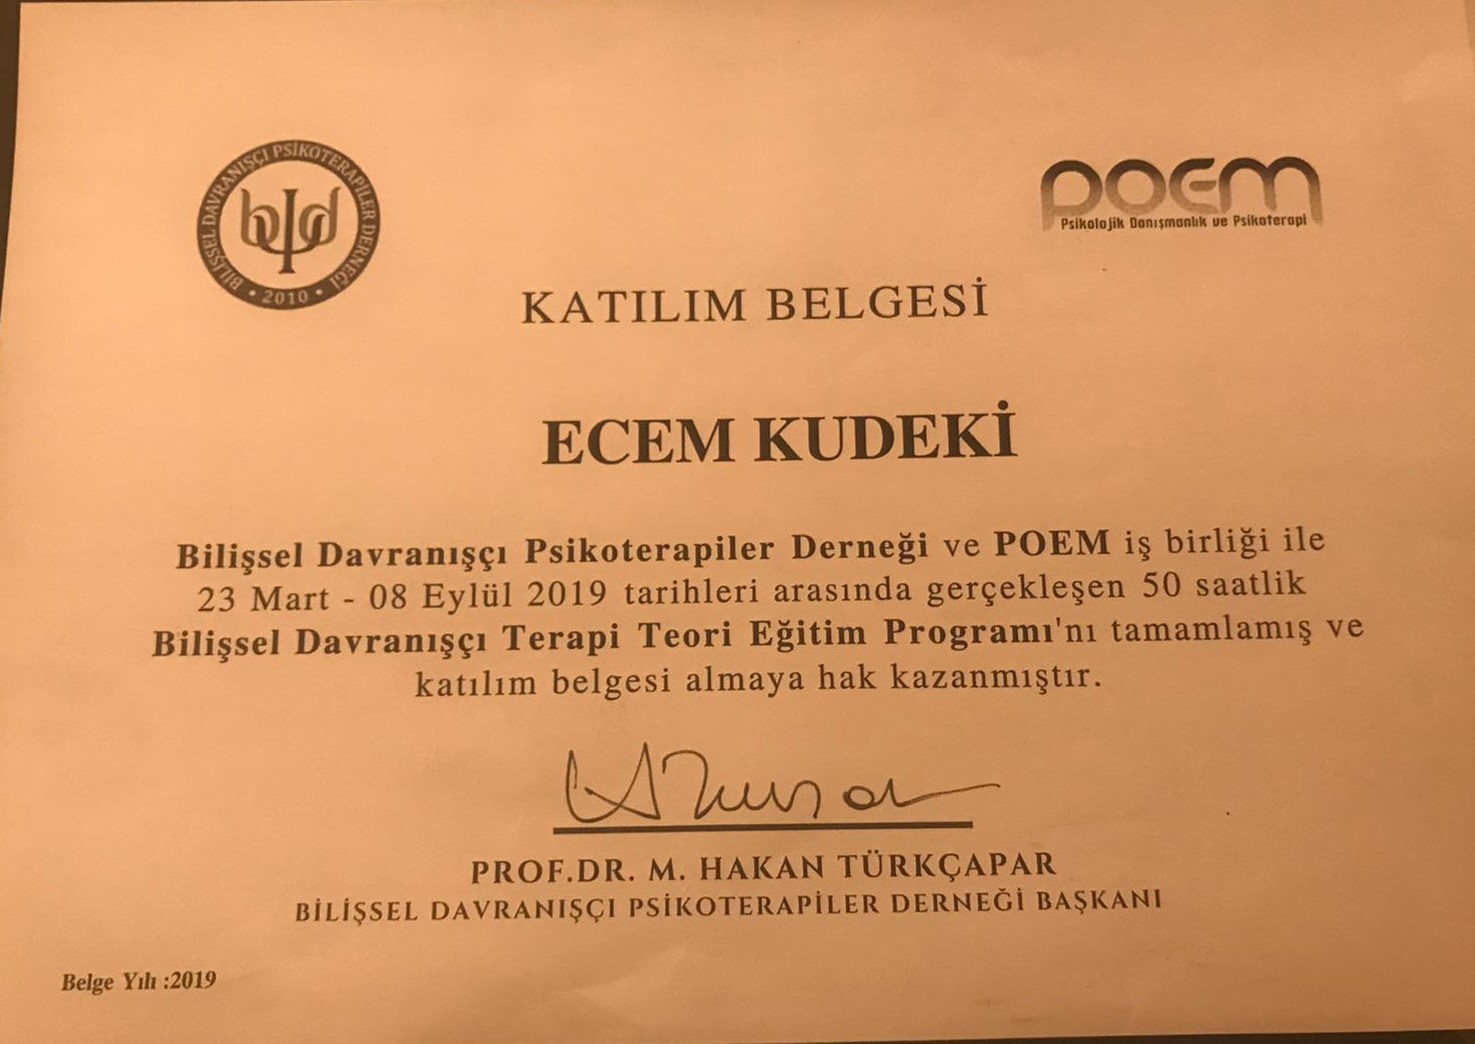 BİLİŞSEL DAVRANIŞÇI PSİKOTERAPİLER DERNEĞİ
bpd
• 2010 •
POEM
Psikolojik Danışmanlık ve Psikoterapi
KATILIM BELGESİ
ECEM KUDEKİ
Bilişsel Davranışçı Psikoterapiler Derneği ve POEM iş birliği ile
23 Mart - 08 Eylül 2019 tarihleri arasında gerçekleşen 50 saatlik
Bilişsel Davranışçı Terapi Teori Eğitim Programı'nı tamamlamış ve
katılım belgesi almaya hak kazanmıştır.
PROF.DR. M. HAKAN TÜRKÇAPAR
BİLİŞSEL DAVRANIŞÇI PSİKOTERAPİLER DERNEĞİ BAŞKANI
Belge Yılı :2019